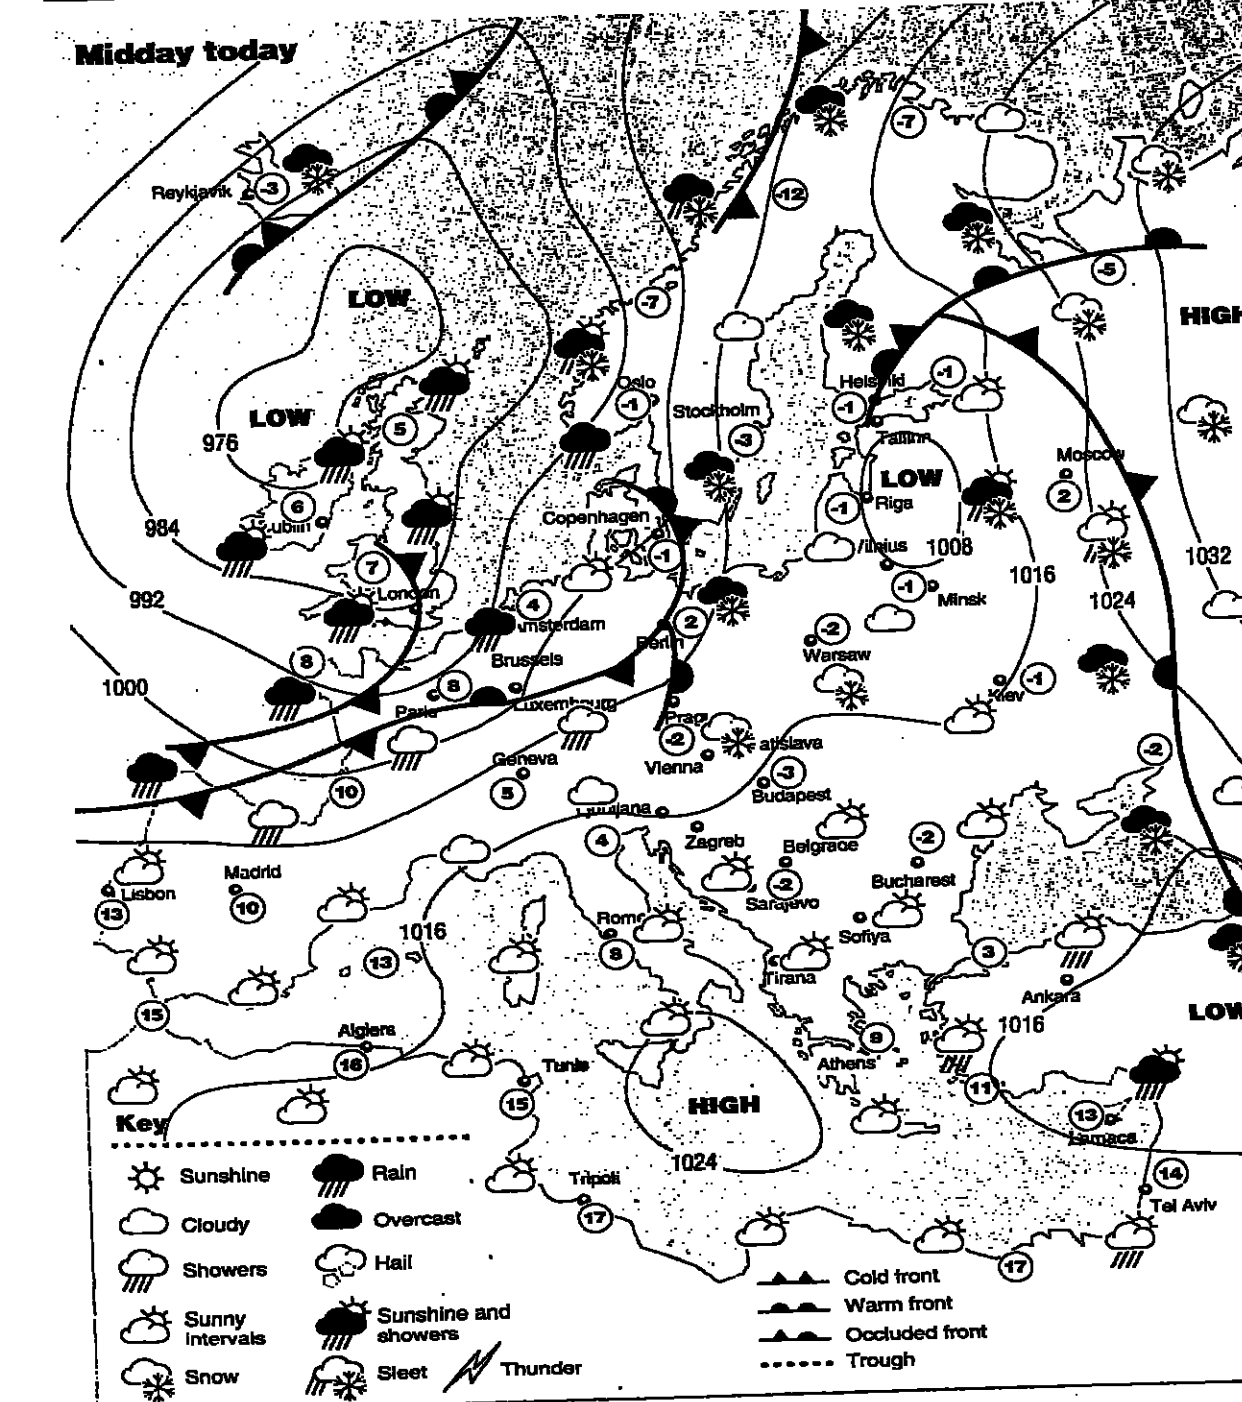 Midday today
-7
Reykjavik
-3
-12
-5
LOW
-7
HIGH
LOW
976
5
Oslo
-1
Stockholm
-3
Helsinki
-1
-1
Tallinn
Moscow
2
LOW
6
ublin
984
Copenhagen
-1
-1
Riga
ilnius
1008
1016
1032
7
London
992
4
msterdam
2
Berlin
-1
Minsk
1024
-2
Warsaw
8
Brussels
1000
8
Paris
Luxembourg
Kiev
-1
Prag
-2
Vienna
atislava
-2
Geneva
5
-3
Budapest
10
Ljubljana
4
Zagreb
Belgrade
-2
-2
Bucharest
Sarajevo
Madrid
10
Lisbon
13
1016
Rome
8
Sofiya
13
Tirana
3
Ankara
LOW
15
1016
Algiers
16
Athens
9
Tunis
15
11
HIGH
13
Larnaca
1024
14
Tel Aviv
Tripoli
17
17
Key
Sunshine
Rain
Cloudy
Overcast
Showers
Hail
Sunny
intervals
Sunshine and
showers
Snow
Sleet
Thunder
Cold front
Warm front
Occluded front
Trough